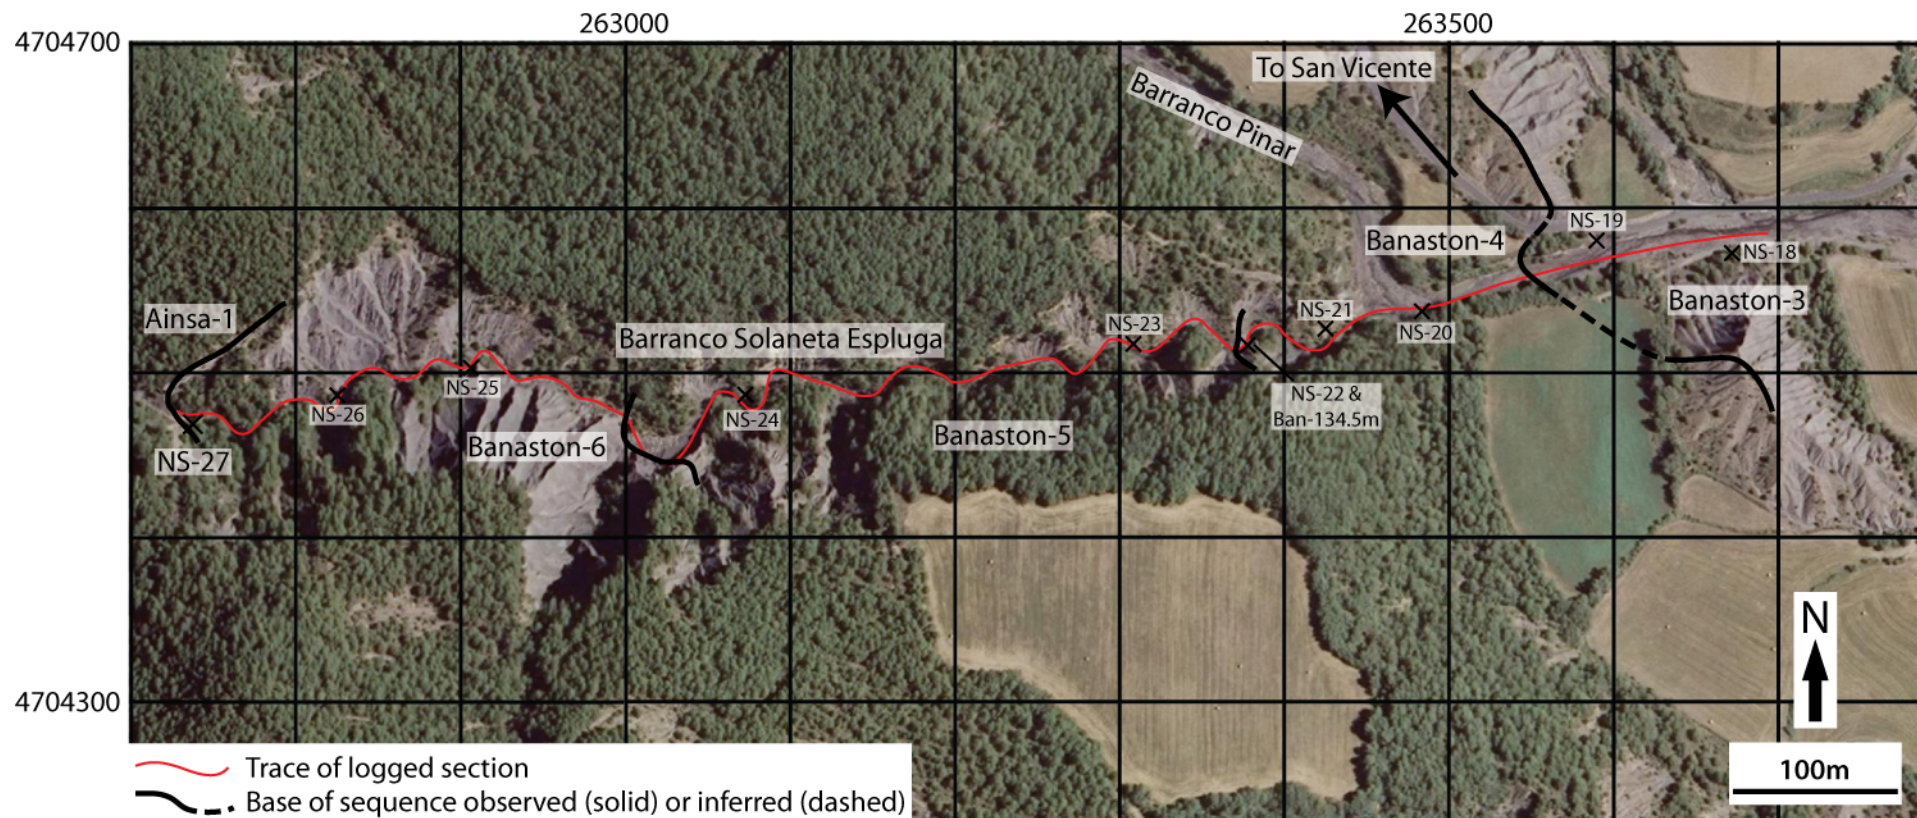 263000
263500
4704700
To San Vicente
Barranco Pinar
NS-19
Banaston-4
NS-18
Banaston-3
Ainsa-1
NS-21
NS-23
NS-20
Barranco Solaneta Espluga
NS-25
NS-26
NS-24
NS-22 &
Ban-134.5m
Banaston-5
Banaston-6
NS-27
N
4704300
Trace of logged section
100m
Base of sequence observed (solid) or inferred (dashed)